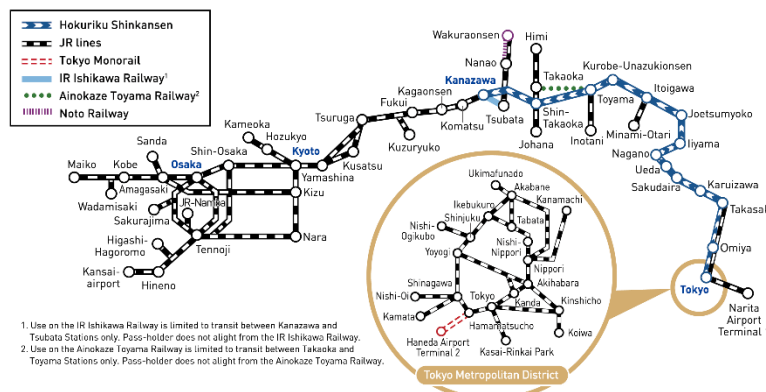 Hokuriku Shinkansen
JR lines
Tokyo Monorail
IR Ishikawa Railway¹
Ainokaze Toyama Railway²
Noto Railway
Wakuraonsen
Himi
Nanao
Takaoka
Kurobe-Unazukionsen
Kanazawa
Kagaonsen
Fukui
Tsuruga
Toyama
Itoigawa
Komatsu
Tsubata
Shin-
Takaoka
Joetsumyoko
Kameoka
Hozukyo
Kuzuryuko
Johana
Inotani
Minami-Otari
Iiyama
Sanda
Shin-Osaka
Kyoto
Nagano
Maiko
Kobe
Osaka
Yamashina
Kusatsu
Ueda
Sakudaira
Karuizawa
Amagasaki
Wadamisaki
JR-Namba
Kizu
Takasaki
Sakurajima
Higashi-
Hagoromo
Tennoji
Nara
Omiya
Kansai-
airport
Hineno
Tokyo
Narita
Airport
Terminal 1
Ukimafunado
Akabane
Ikebukuro
Kanamachi
Shinjuku
Tabata
Nishi-
Ogikubo
Nishi-
Nippori
Yoyogi
Nippori
Akihabara
Shinagawa
Nishi-Oi
Tokyo
Kanda
Kinshicho
Kamata
Hamamatsucho
Koiwa
Haneda Airport
Terminal 2
Kasai-Rinkai Park
Tokyo Metropolitan District
1. Use on the IR Ishikawa Railway is limited to transit between Kanazawa and
Tsubata Stations only. Pass-holder does not alight from the IR Ishikawa Railway.
2. Use on the Ainokaze Toyama Railway is limited to transit between Takaoka and
Toyama Stations only. Pass-holder does not alight from the Ainokaze Toyama Railway.